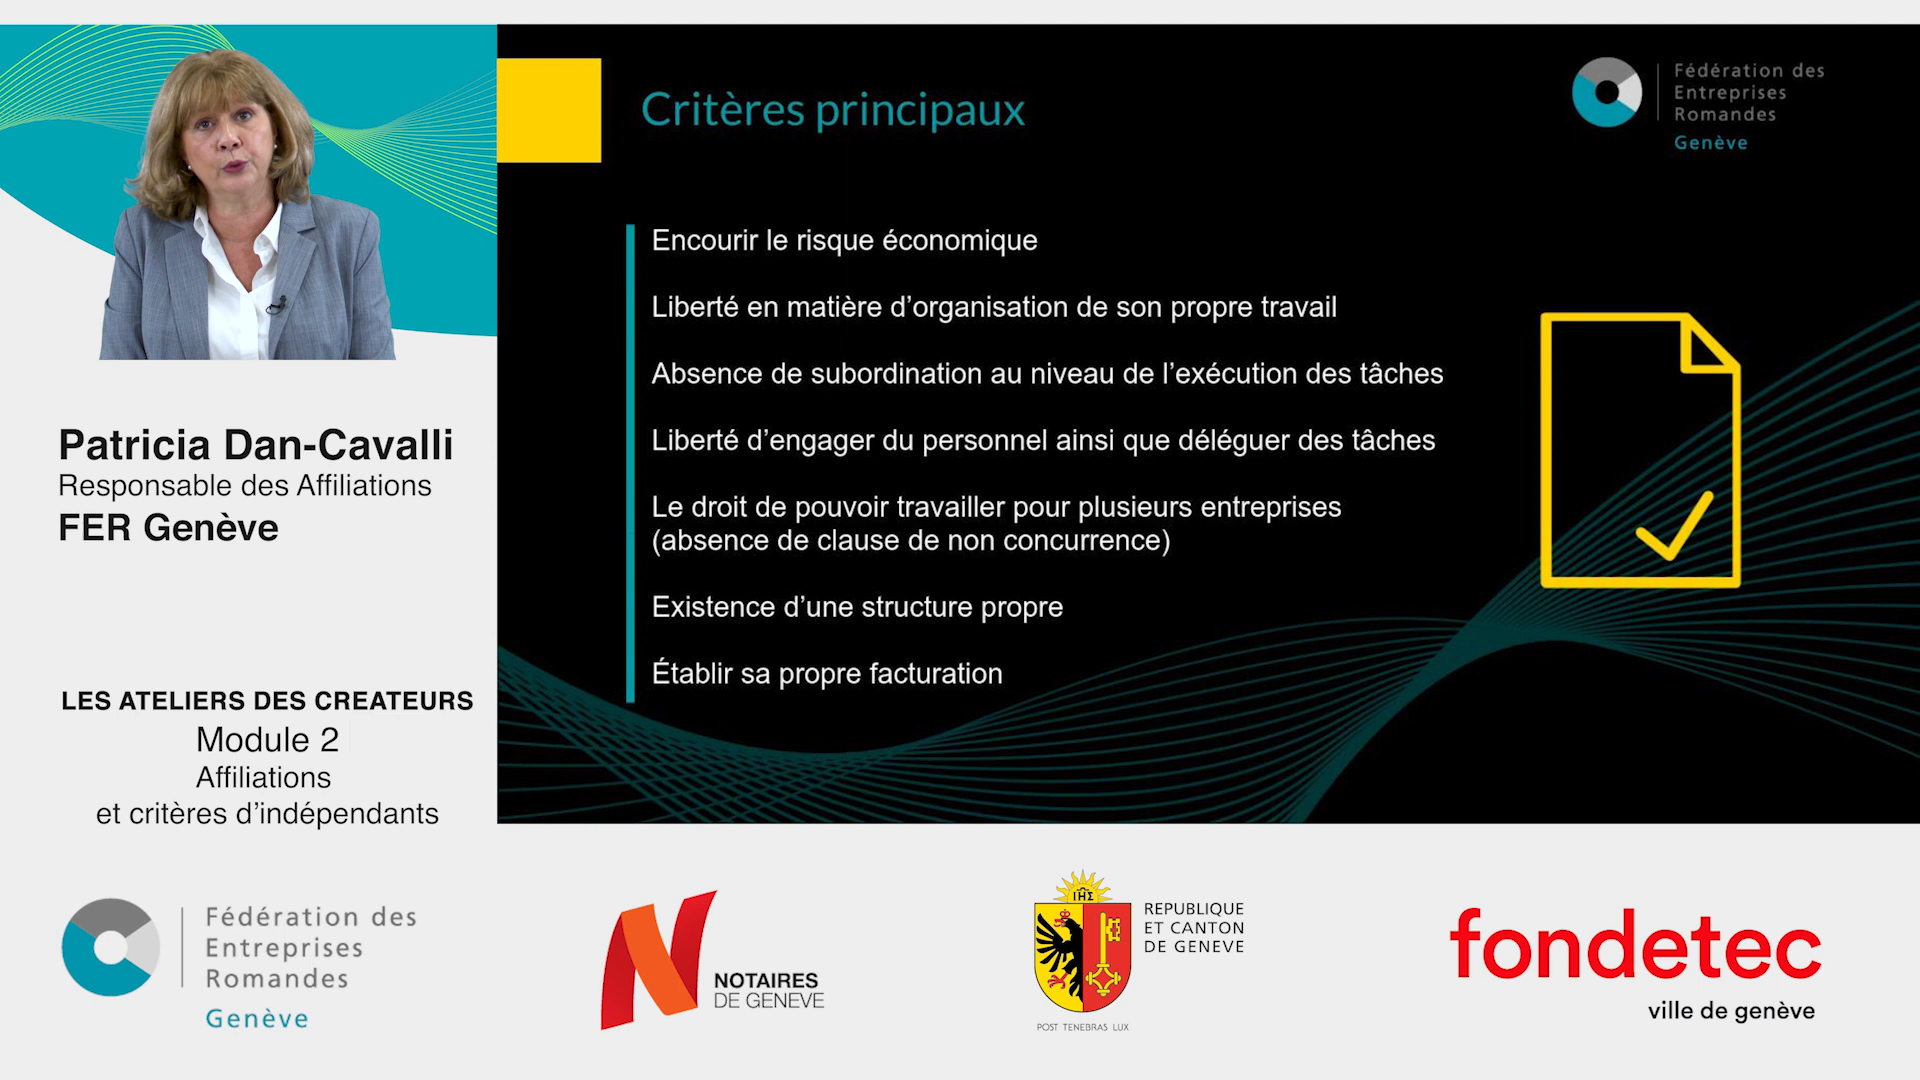 Critères principaux
Fédération des
Entreprises
Romandes
Genève
Encourir le risque économique
Liberté en matière d’organisation de son propre travail
Absence de subordination au niveau de l’exécution des tâches
Liberté d’engager du personnel ainsi que déléguer des tâches
Le droit de pouvoir travailler pour plusieurs entreprises
(absence de clause de non concurrence)
Existence d’une structure propre
Établir sa propre facturation
Patricia Dan-Cavalli
Responsable des Affiliations
FER Genève
LES ATELIERS DES CREATEURS
Module 2
Affiliations
et critères d’indépendants
Fédération des
Entreprises
Romandes
Genève
NOTAIRES
DE GENEVE
IHΣ
REPUBLIQUE
ET CANTON
DE GENEVE
POST TENEBRAS LUX
fondetec
ville de genève